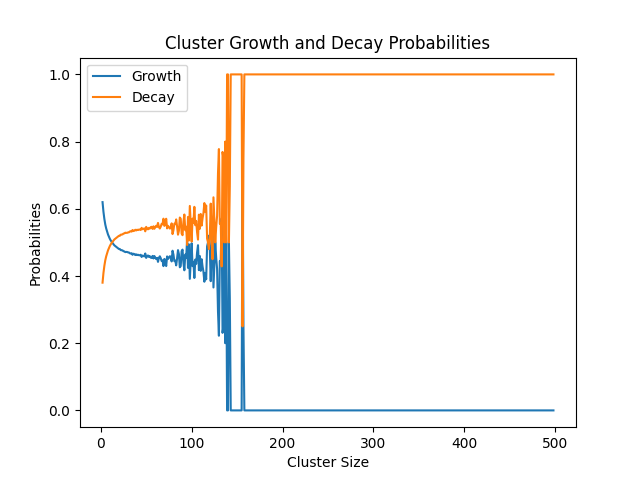 Cluster Growth and Decay Probabilities
Growth
Decay
1.0
0.8
0.6
0.4
0.2
0.0
Probabilities
0 100 200 300 400 500
Cluster Size